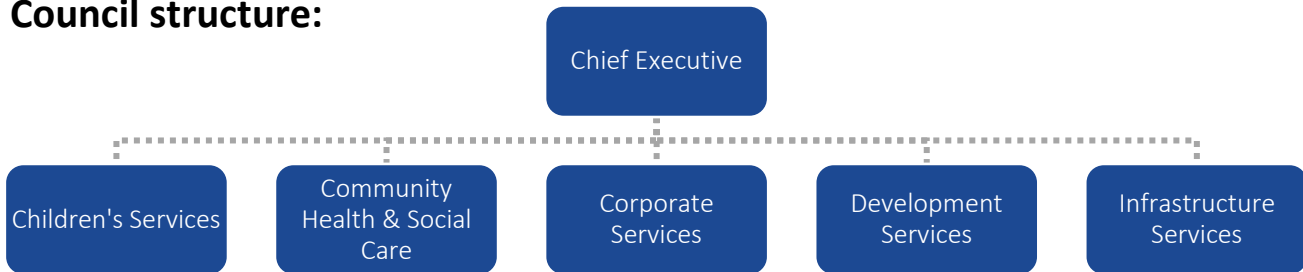 Council structure:
Chief Executive
Children's Services
Community
Health & Social
Care
Corporate
Services
Development
Services
Infrastructure
Services